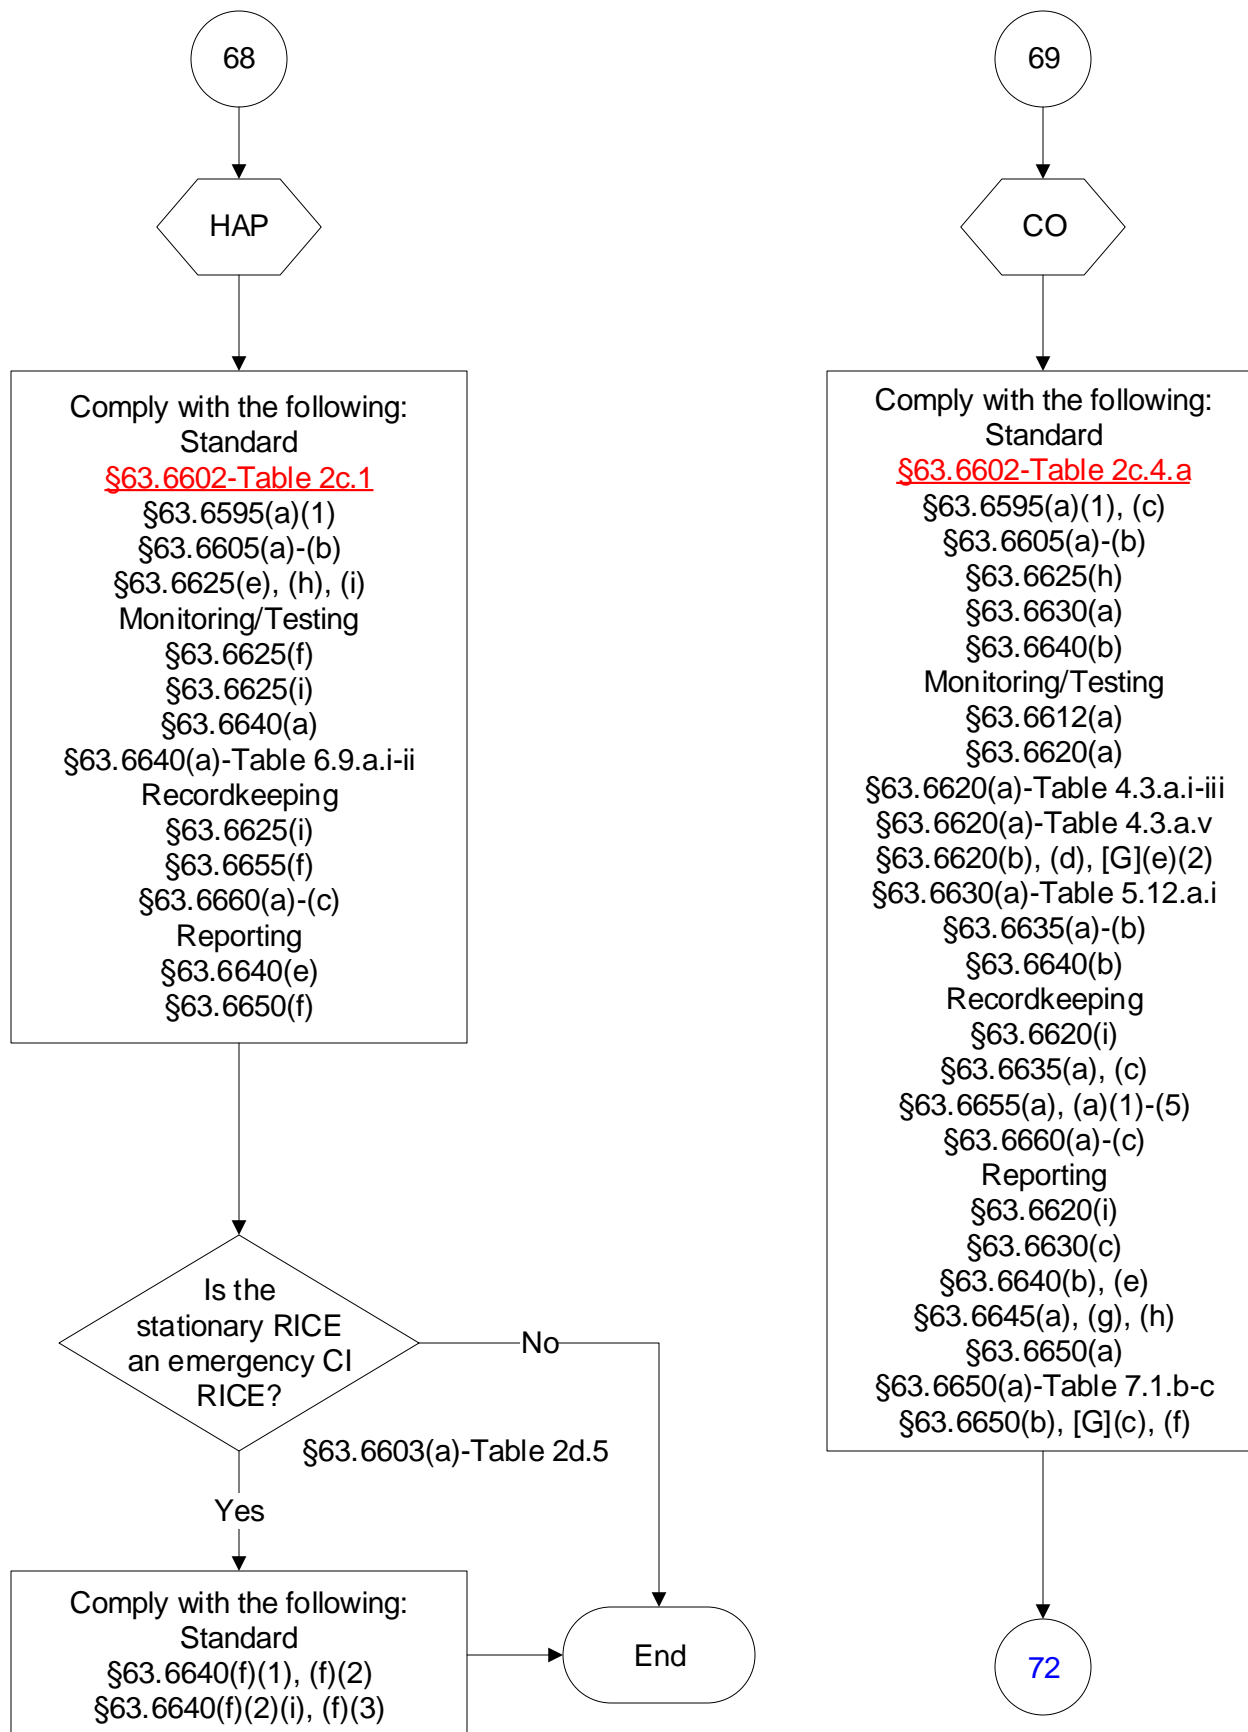 68
HAP
Comply with the following:
Standard
§63.6602-Table 2c.1
§63.6595(a)(1)
§63.6605(a)-(b)
§63.6625(e), (h), (i)
Monitoring/Testing
§63.6625(f)
§63.6625(i)
§63.6640(a)
§63.6640(a)-Table 6.9.a.i-ii
Recordkeeping
§63.6625(i)
§63.6655(f)
§63.6660(a)-(c)
Reporting
§63.6640(e)
§63.6650(f)
Is the
stationary RICE
an emergency CI
RICE?
No
§63.6603(a)-Table 2d.5
Yes
Comply with the following:
Standard
§63.6640(f)(1), (f)(2)
§63.6640(f)(2)(i), (f)(3)
End
69
CO
Comply with the following:
Standard
§63.6602-Table 2c.4.a
§63.6595(a)(1), (c)
§63.6605(a)-(b)
§63.6625(h)
§63.6630(a)
§63.6640(b)
Monitoring/Testing
§63.6612(a)
§63.6620(a)
§63.6620(a)-Table 4.3.a.i-iii
§63.6620(a)-Table 4.3.a.v
§63.6620(b), (d), [G](e)(2)
§63.6630(a)-Table 5.12.a.i
§63.6635(a)-(b)
§63.6640(b)
Recordkeeping
§63.6620(i)
§63.6635(a), (c)
§63.6655(a), (a)(1)-(5)
§63.6660(a)-(c)
Reporting
§63.6620(i)
§63.6630(c)
§63.6640(b), (e)
§63.6645(a), (g), (h)
§63.6650(a)
§63.6650(a)-Table 7.1.b-c
§63.6650(b), [G](c), (f)
72